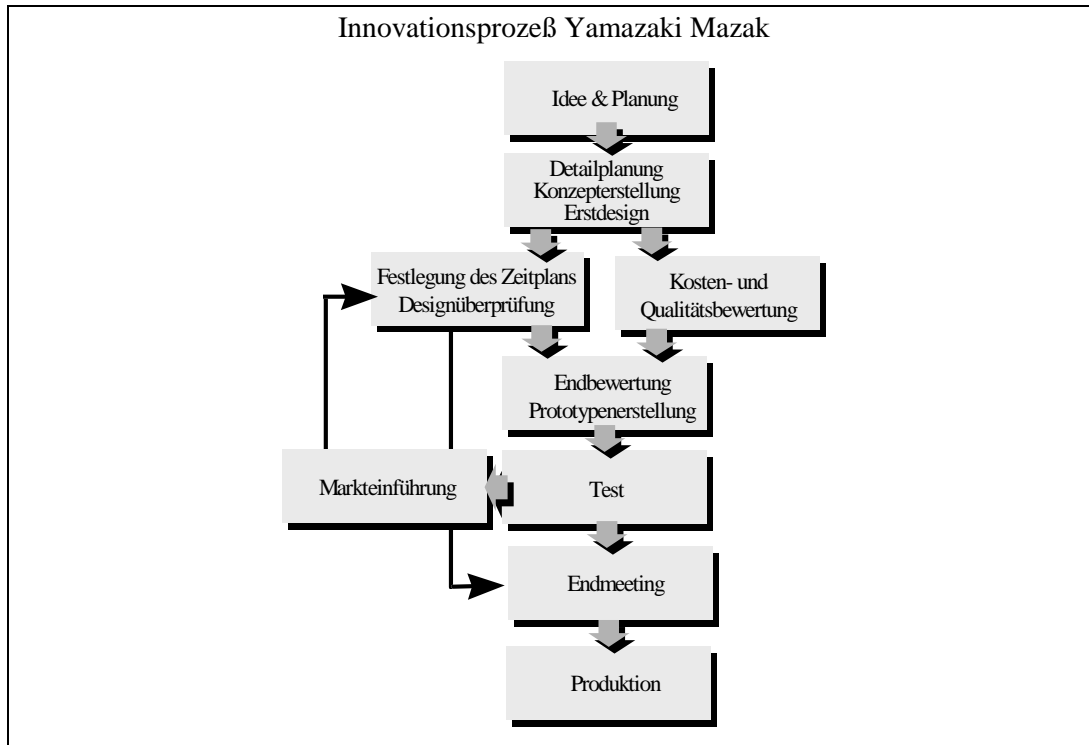 Innovationsprozeß Yamazaki Mazak
Idee & Planung
Detailplanung
Konzepterstellung
Erstdesign
Festlegung des Zeitplans
Designüberprüfung
Kosten- und
Qualitätsbewertung
Endbewertung
Prototypenerstellung
Markteinführung
Test
Endmeeting
Produktion